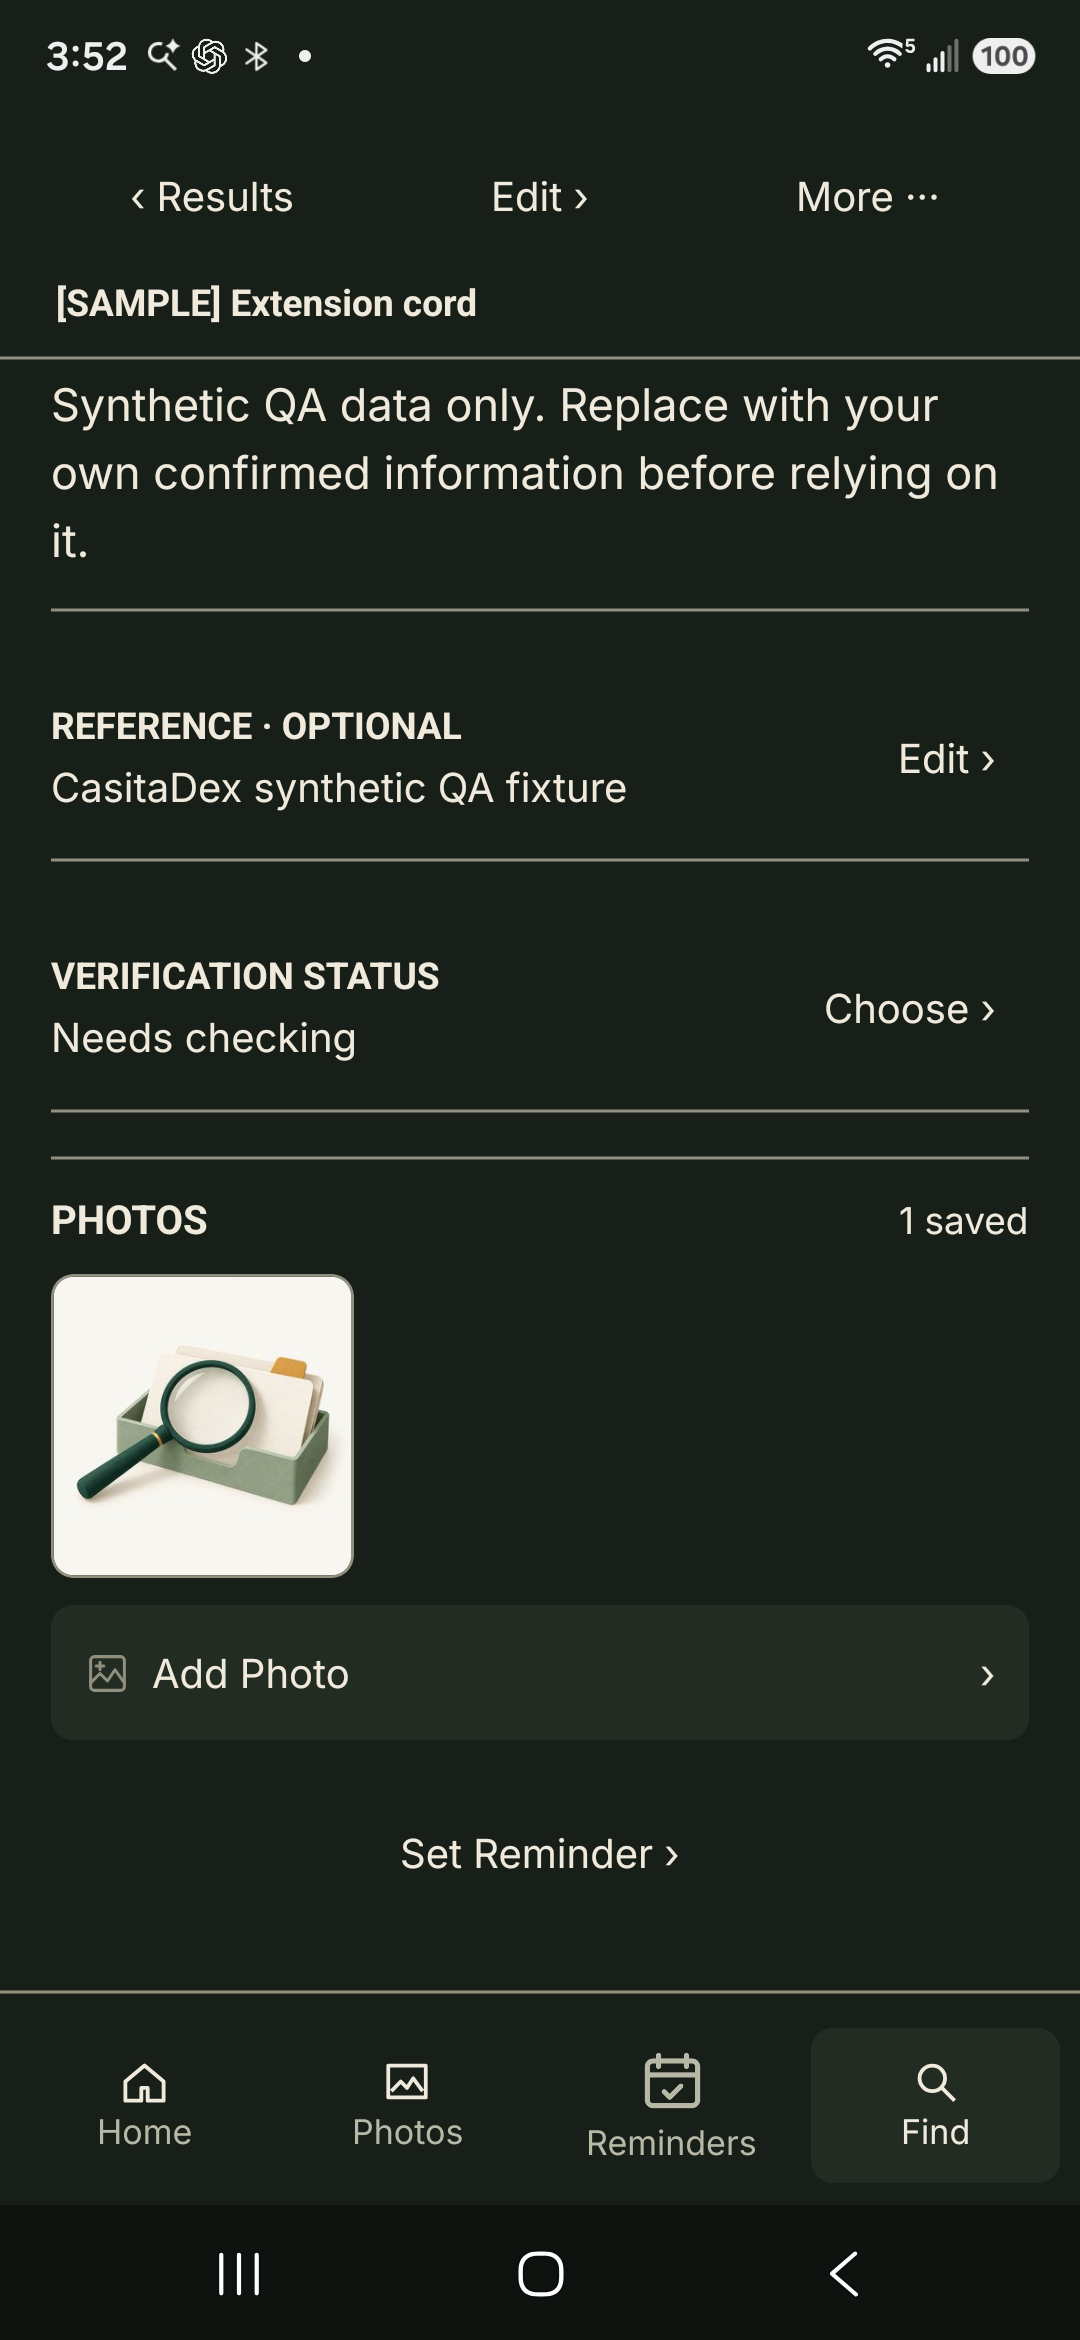 3:52
5
100
‹ Results
Edit ›
More ···
[SAMPLE] Extension cord
Synthetic QA data only. Replace with your
own confirmed information before relying on
it.
REFERENCE · OPTIONAL
CasitaDex synthetic QA fixture
Edit ›
VERIFICATION STATUS
Needs checking
Choose ›
PHOTOS
1 saved
Add Photo ›
Set Reminder ›
Home
Photos
Reminders
Find